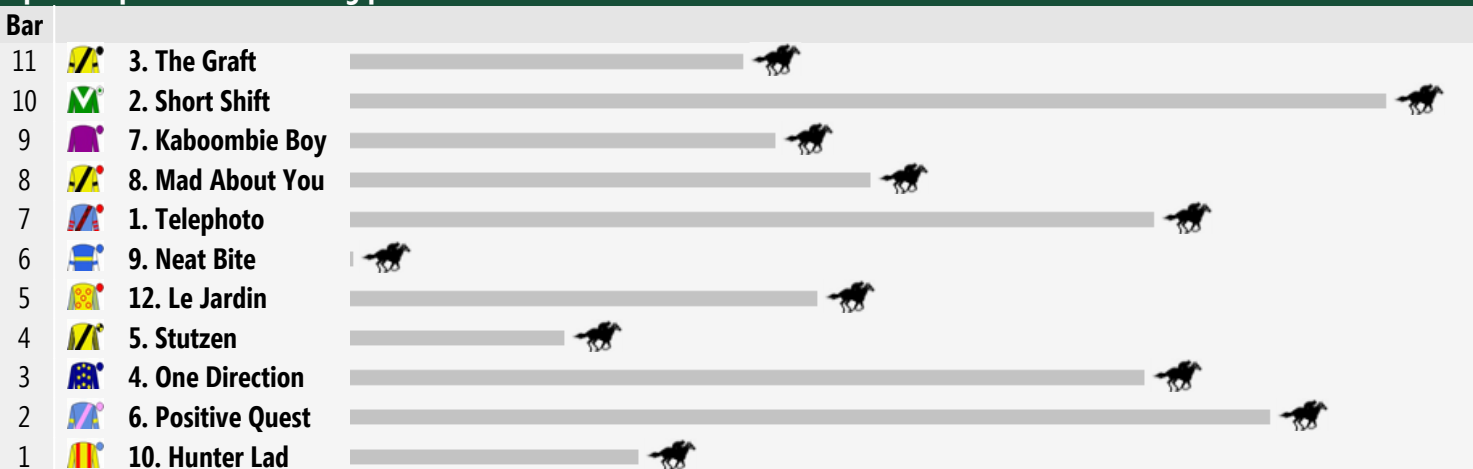 Bar
11 3. The Graft
10 2. Short Shift
9 7. Kaboombie Boy
8 8. Mad About You
7 1. Telephoto
6 9. Neat Bite
5 12. Le Jardin
4 5. Stutzen
3 4. One Direction
2 6. Positive Quest
1 10. Hunter Lad